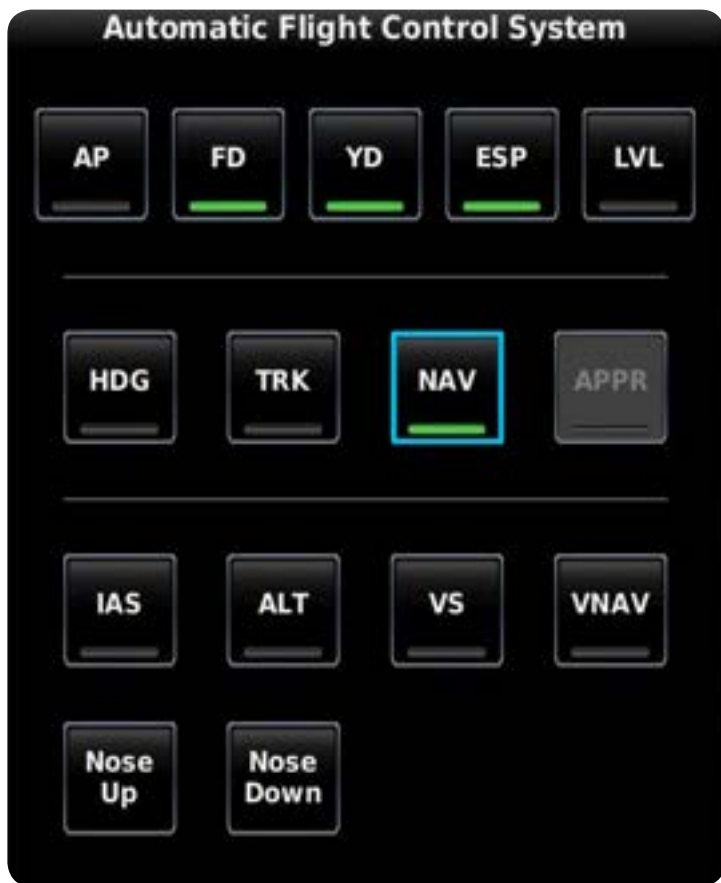 Automatic Flight Control System
AP FD YD ESP LVL
HDG TRK NAV APPR
IAS ALT VS VNAV
Nose Nose
Up Down